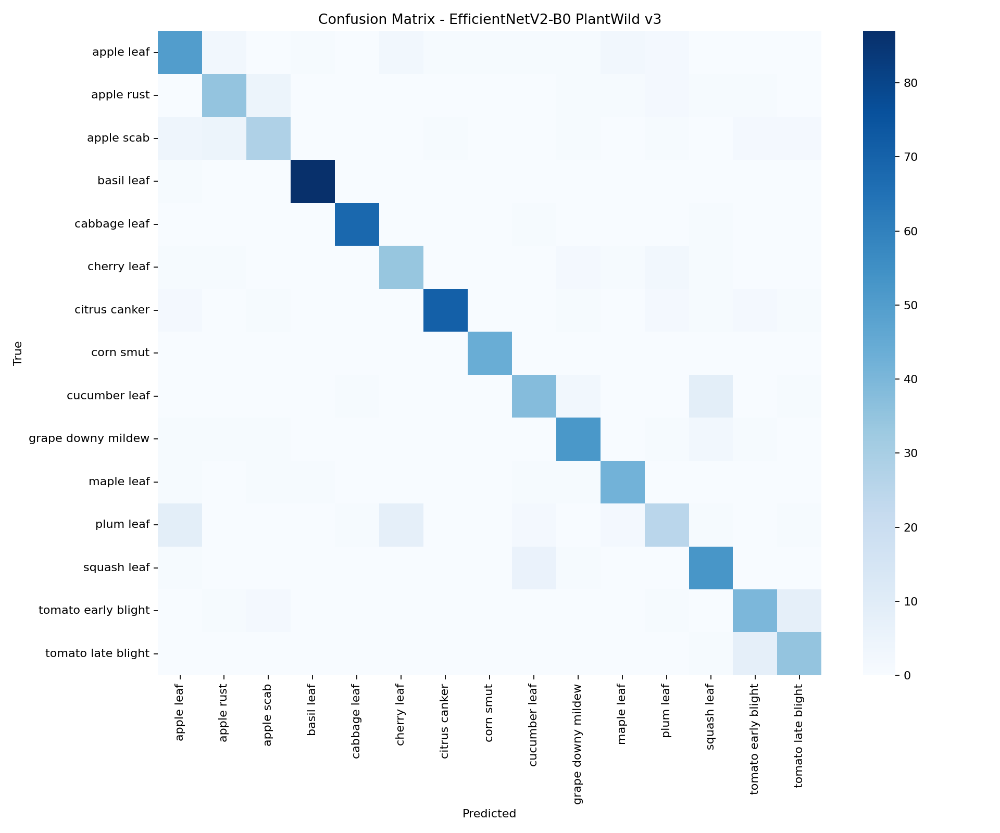 Confusion Matrix - EfficientNetV2-B0 PlantWild v3
True
apple leaf
apple rust
apple scab
basil leaf
cabbage leaf
cherry leaf
citrus canker
corn smut
cucumber leaf
grape downy mildew
maple leaf
plum leaf
squash leaf
tomato early blight
tomato late blight
apple leaf
apple rust
apple scab
basil leaf
cabbage leaf
cherry leaf
citrus canker
corn smut
cucumber leaf
grape downy mildew
maple leaf
plum leaf
squash leaf
tomato early blight
tomato late blight
Predicted
80
70
60
50
40
30
20
10
0